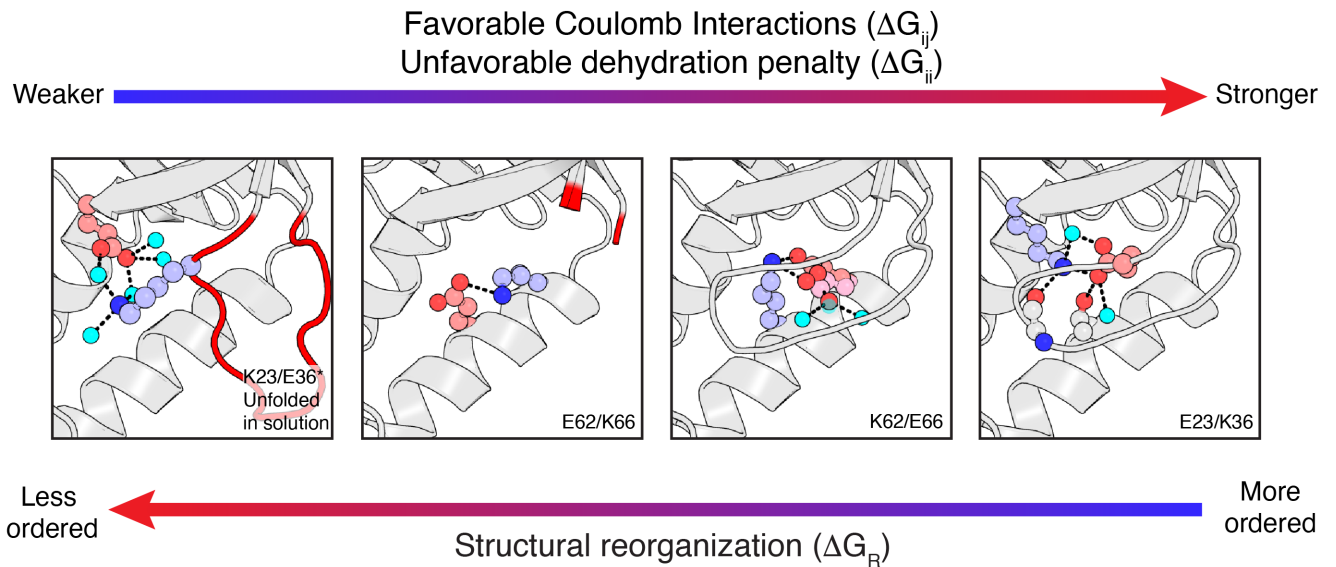 Favorable Coulomb Interactions (ΔGij)
Unfavorable dehydration penalty (ΔGii)
Weaker
Stronger
K23/E36*
Unfolded
in solution
E62/K66
K62/E66
E23/K36
Less
ordered
More
ordered
Structural reorganization (ΔGR)